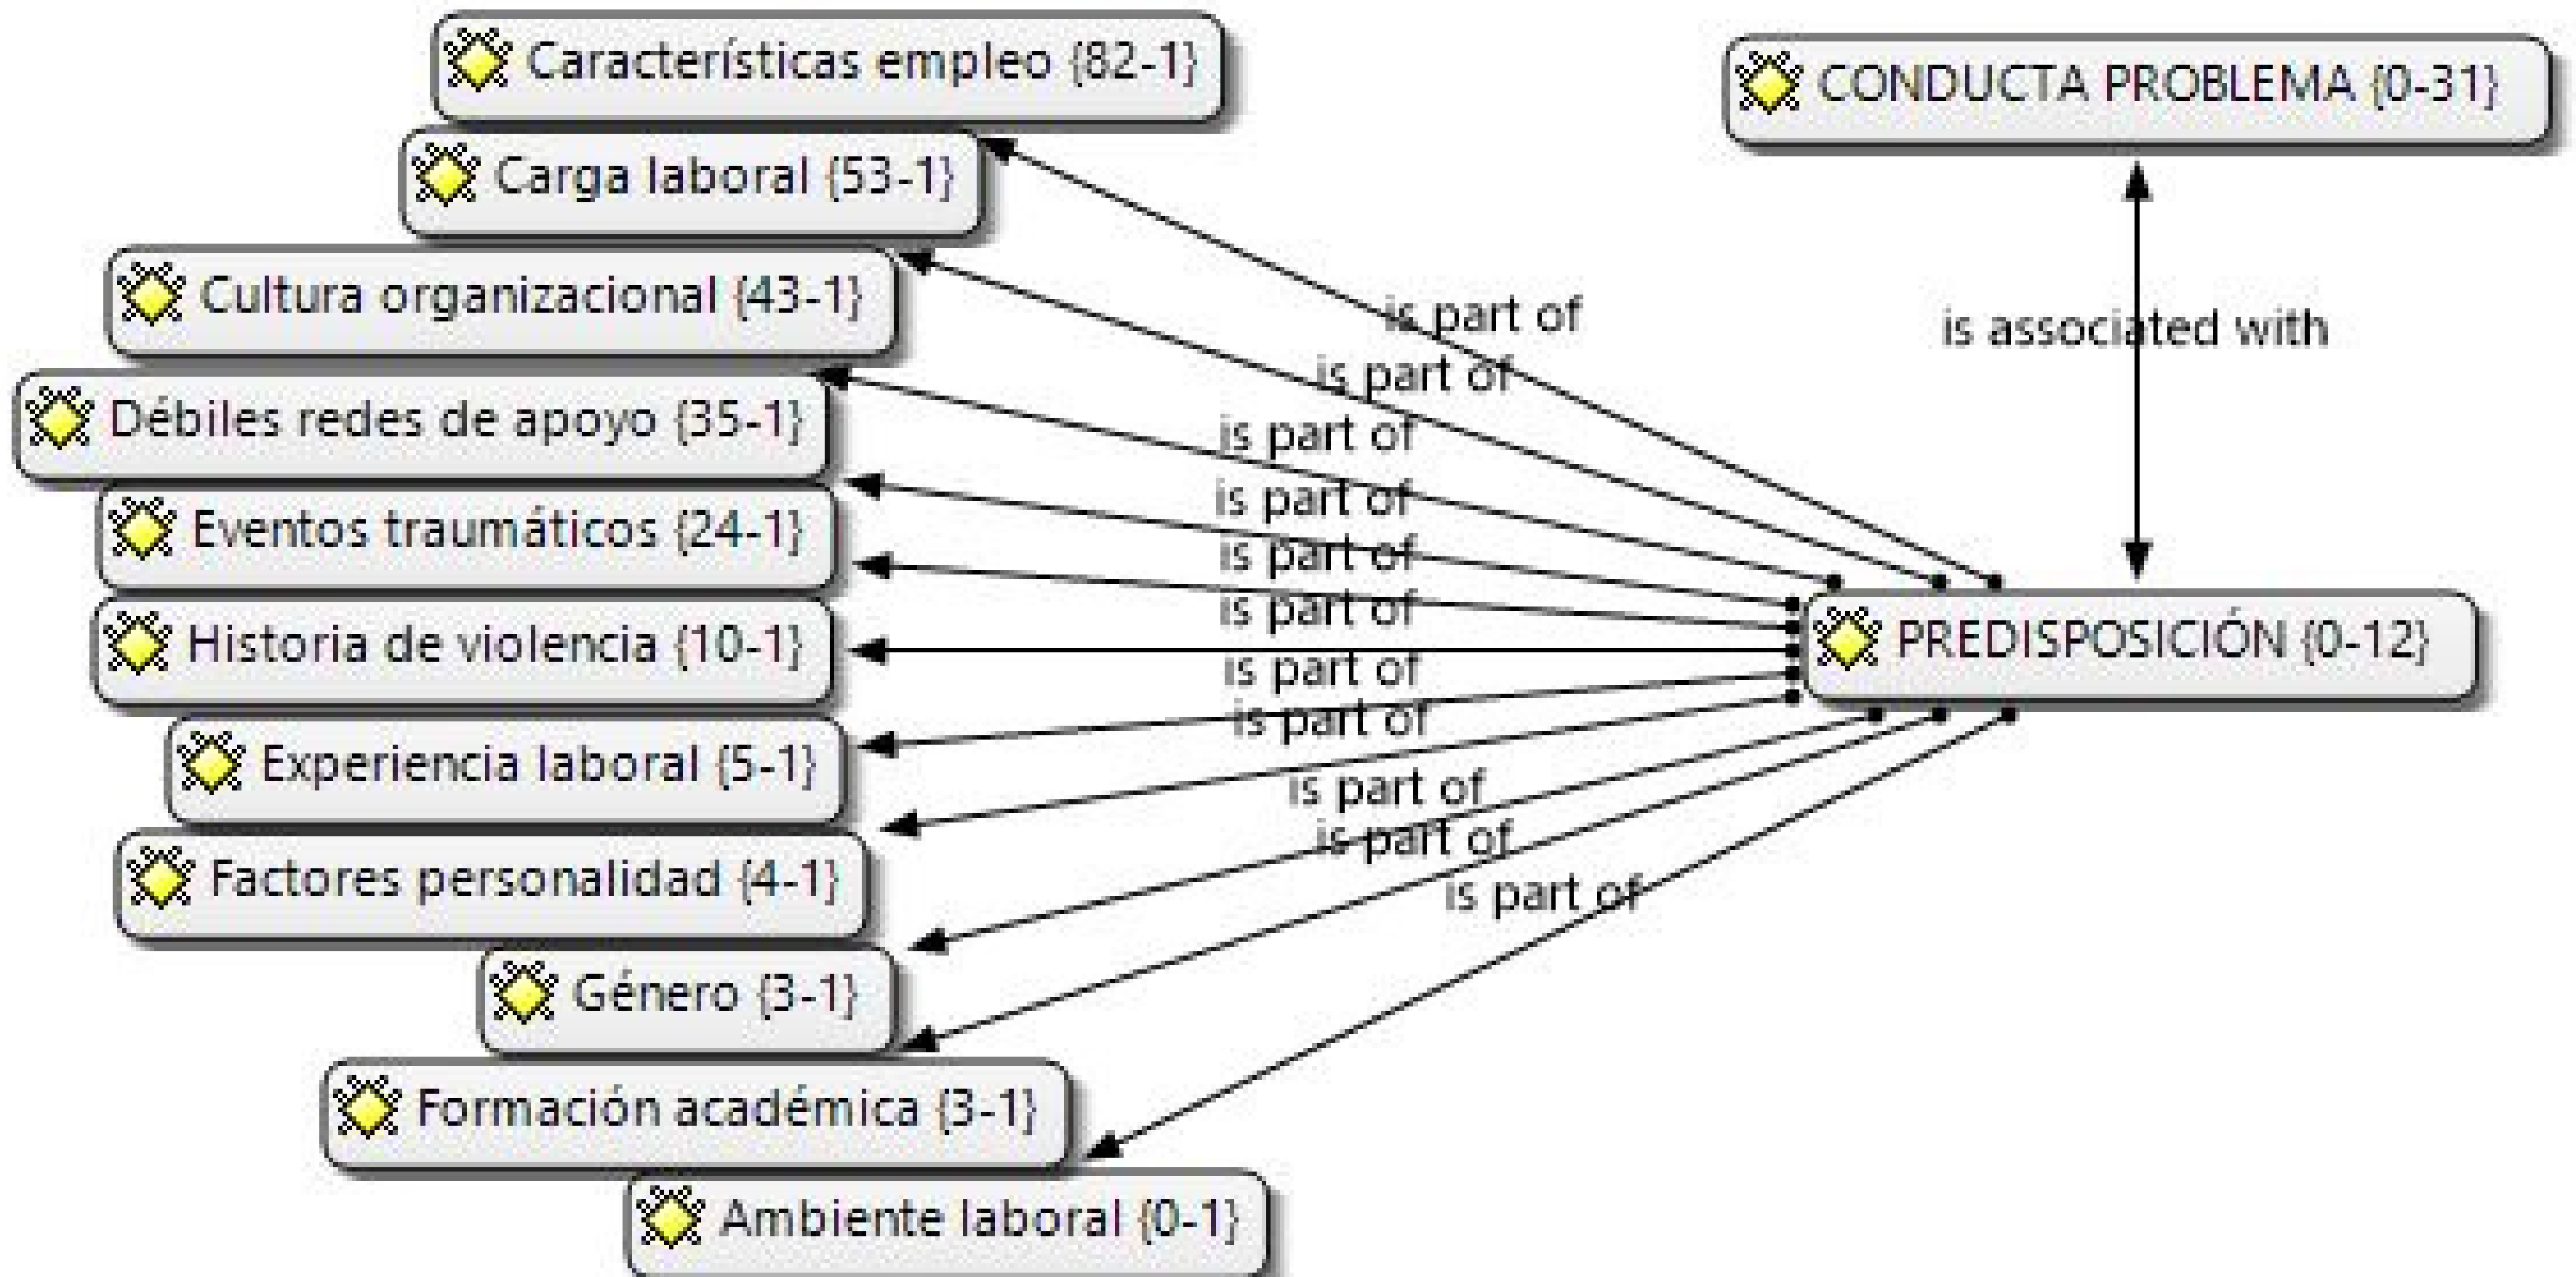 Características empleo {82-1}
CONDUCTA PROBLEMA {0-31}
Carga laboral {53-1}
Cultura organizacional {43-1}
is part of
is associated with
is part of
Débiles redes de apoyo {35-1}
is part of
is part of
Eventos traumáticos {24-1}
is part of
is part of
Historia de violencia {10-1}
PREDISPOSICIÓN {0-12}
is part of
is part of
Experiencia laboral {5-1}
is part of
is part of
Factores personalidad {4-1}
is part of
Género {3-1}
Formación académica {3-1}
Ambiente laboral {0-1}